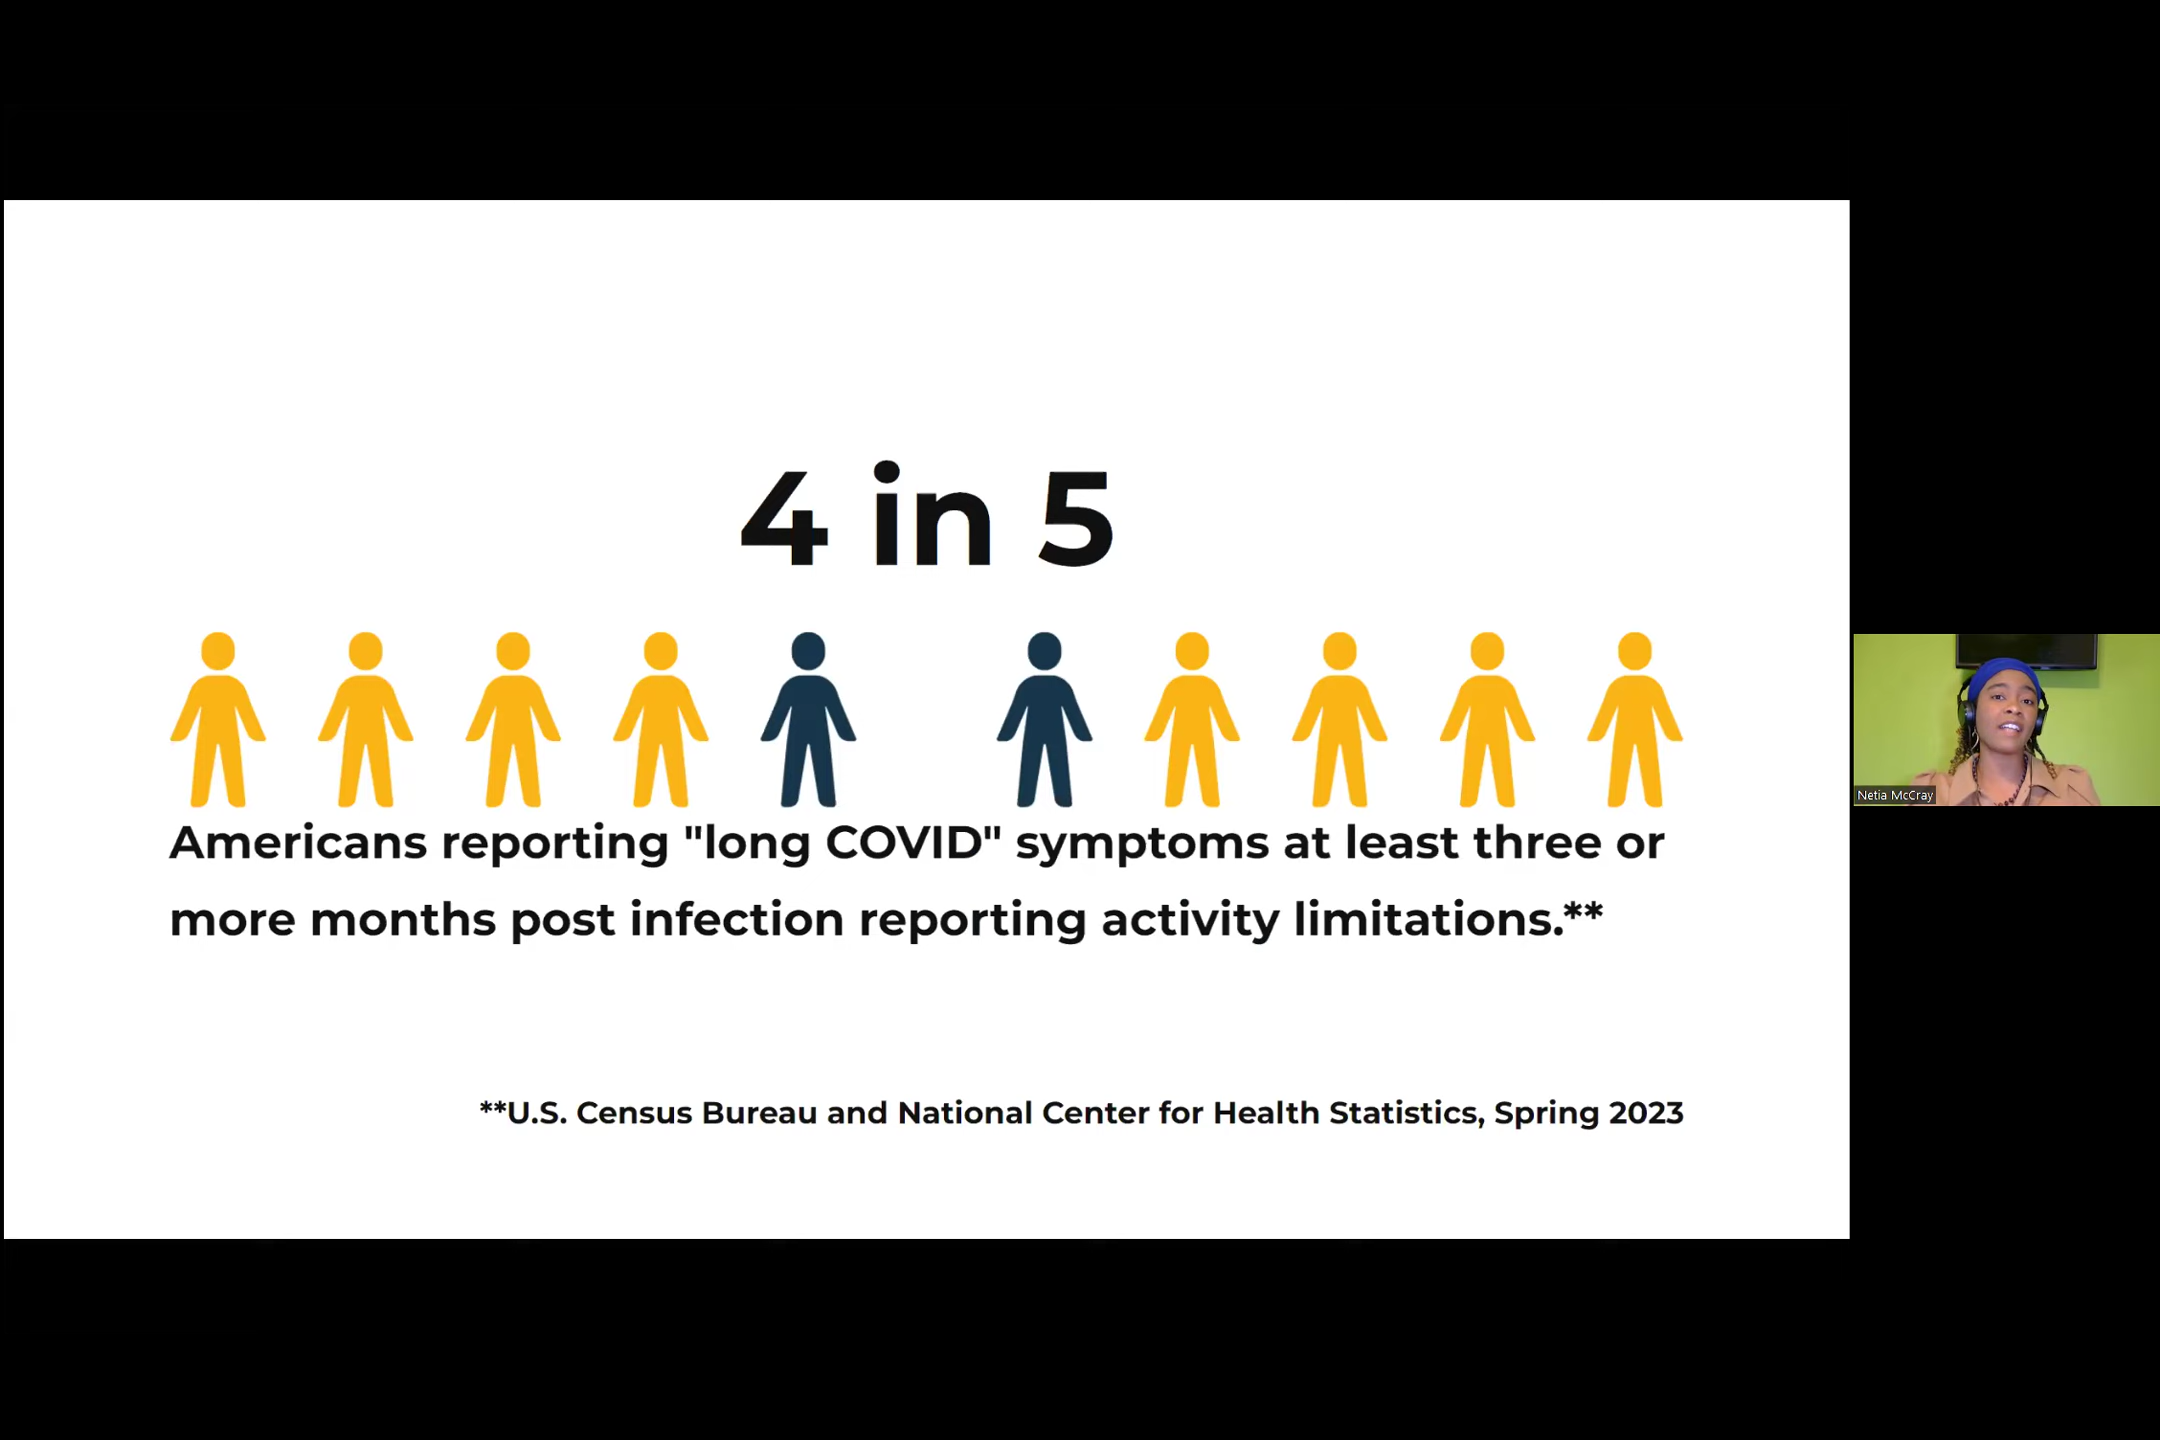 4 in 5
Americans reporting "long COVID" symptoms at least three or
more months post infection reporting activity limitations.**
**U.S. Census Bureau and National Center for Health Statistics, Spring 2023
Netia McCray